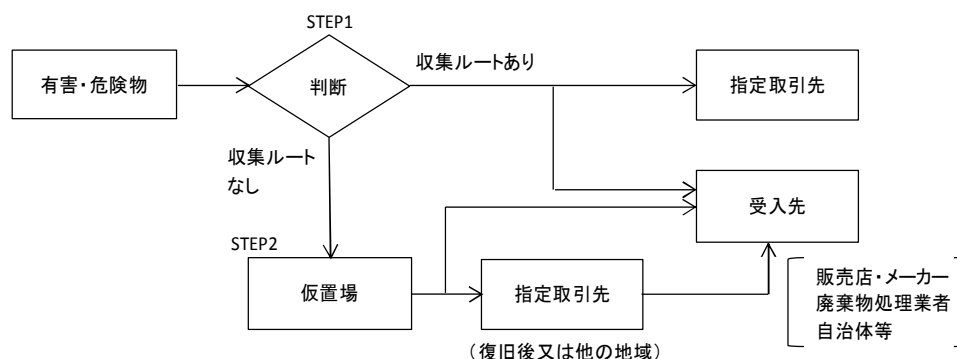 STEP1
有害・危険物
判断
収集ルートあり
指定取引先
収集ルート
なし
受入先
STEP2
仮置場
指定取引先
販売店・メーカー
廃棄物処理業者
自治体等
（復旧後又は他の地域）